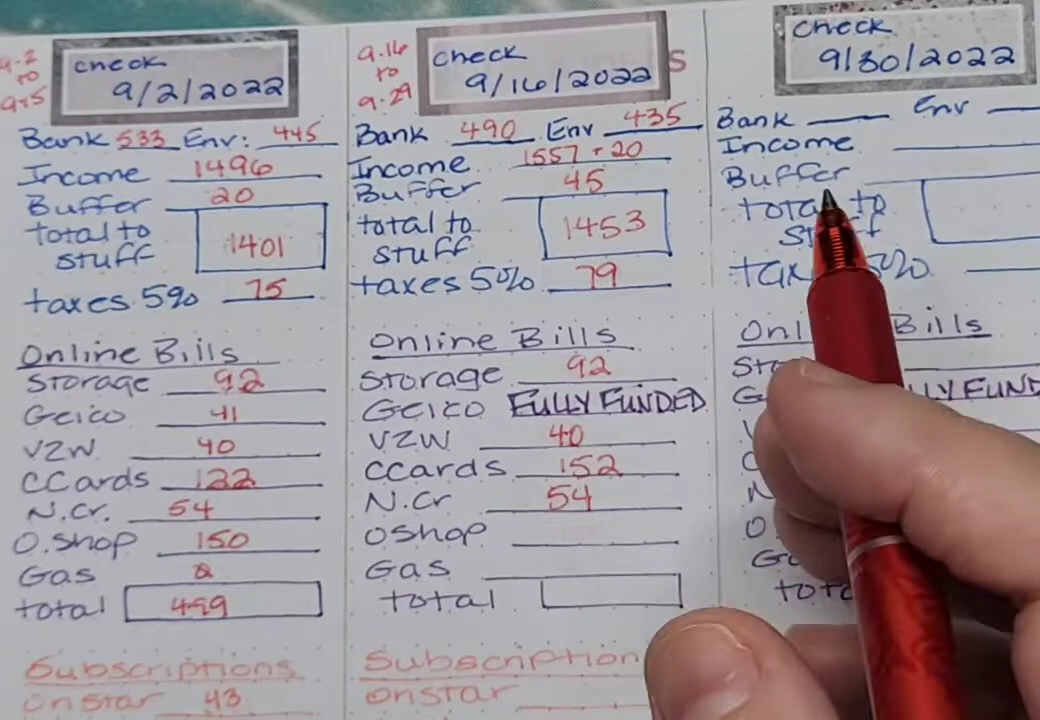 9.2
to
9.15
check
9/2/2022
Bank 533 Env: 445
Income 1496
Buffer 20
Total to
stuff
1401
taxes 5% 75
Online Bills
Storage 92
Geico 41
VZW 40
CCards 122
N.Cr. 54
O.Shop 150
Gas
total 499
Subscriptions
Onstar 43
9.16
to
9.29
check
9/16/2022
S
Bank 490 Env 435
Income 1557 + 20
Buffer 45
total to
stuff
1453
taxes 5% 79
Online Bills
Storage 92
Geico FULLY FUNDED
VZW 40
CCards 152
N.Cr 54
OShop
Gas
total
Subscription
onstar
check
9/30/2022
Bank Env
Income
Buffer
to
Bills